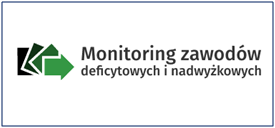 Monitoring zawodów
deficytowych i nadwyżkowych